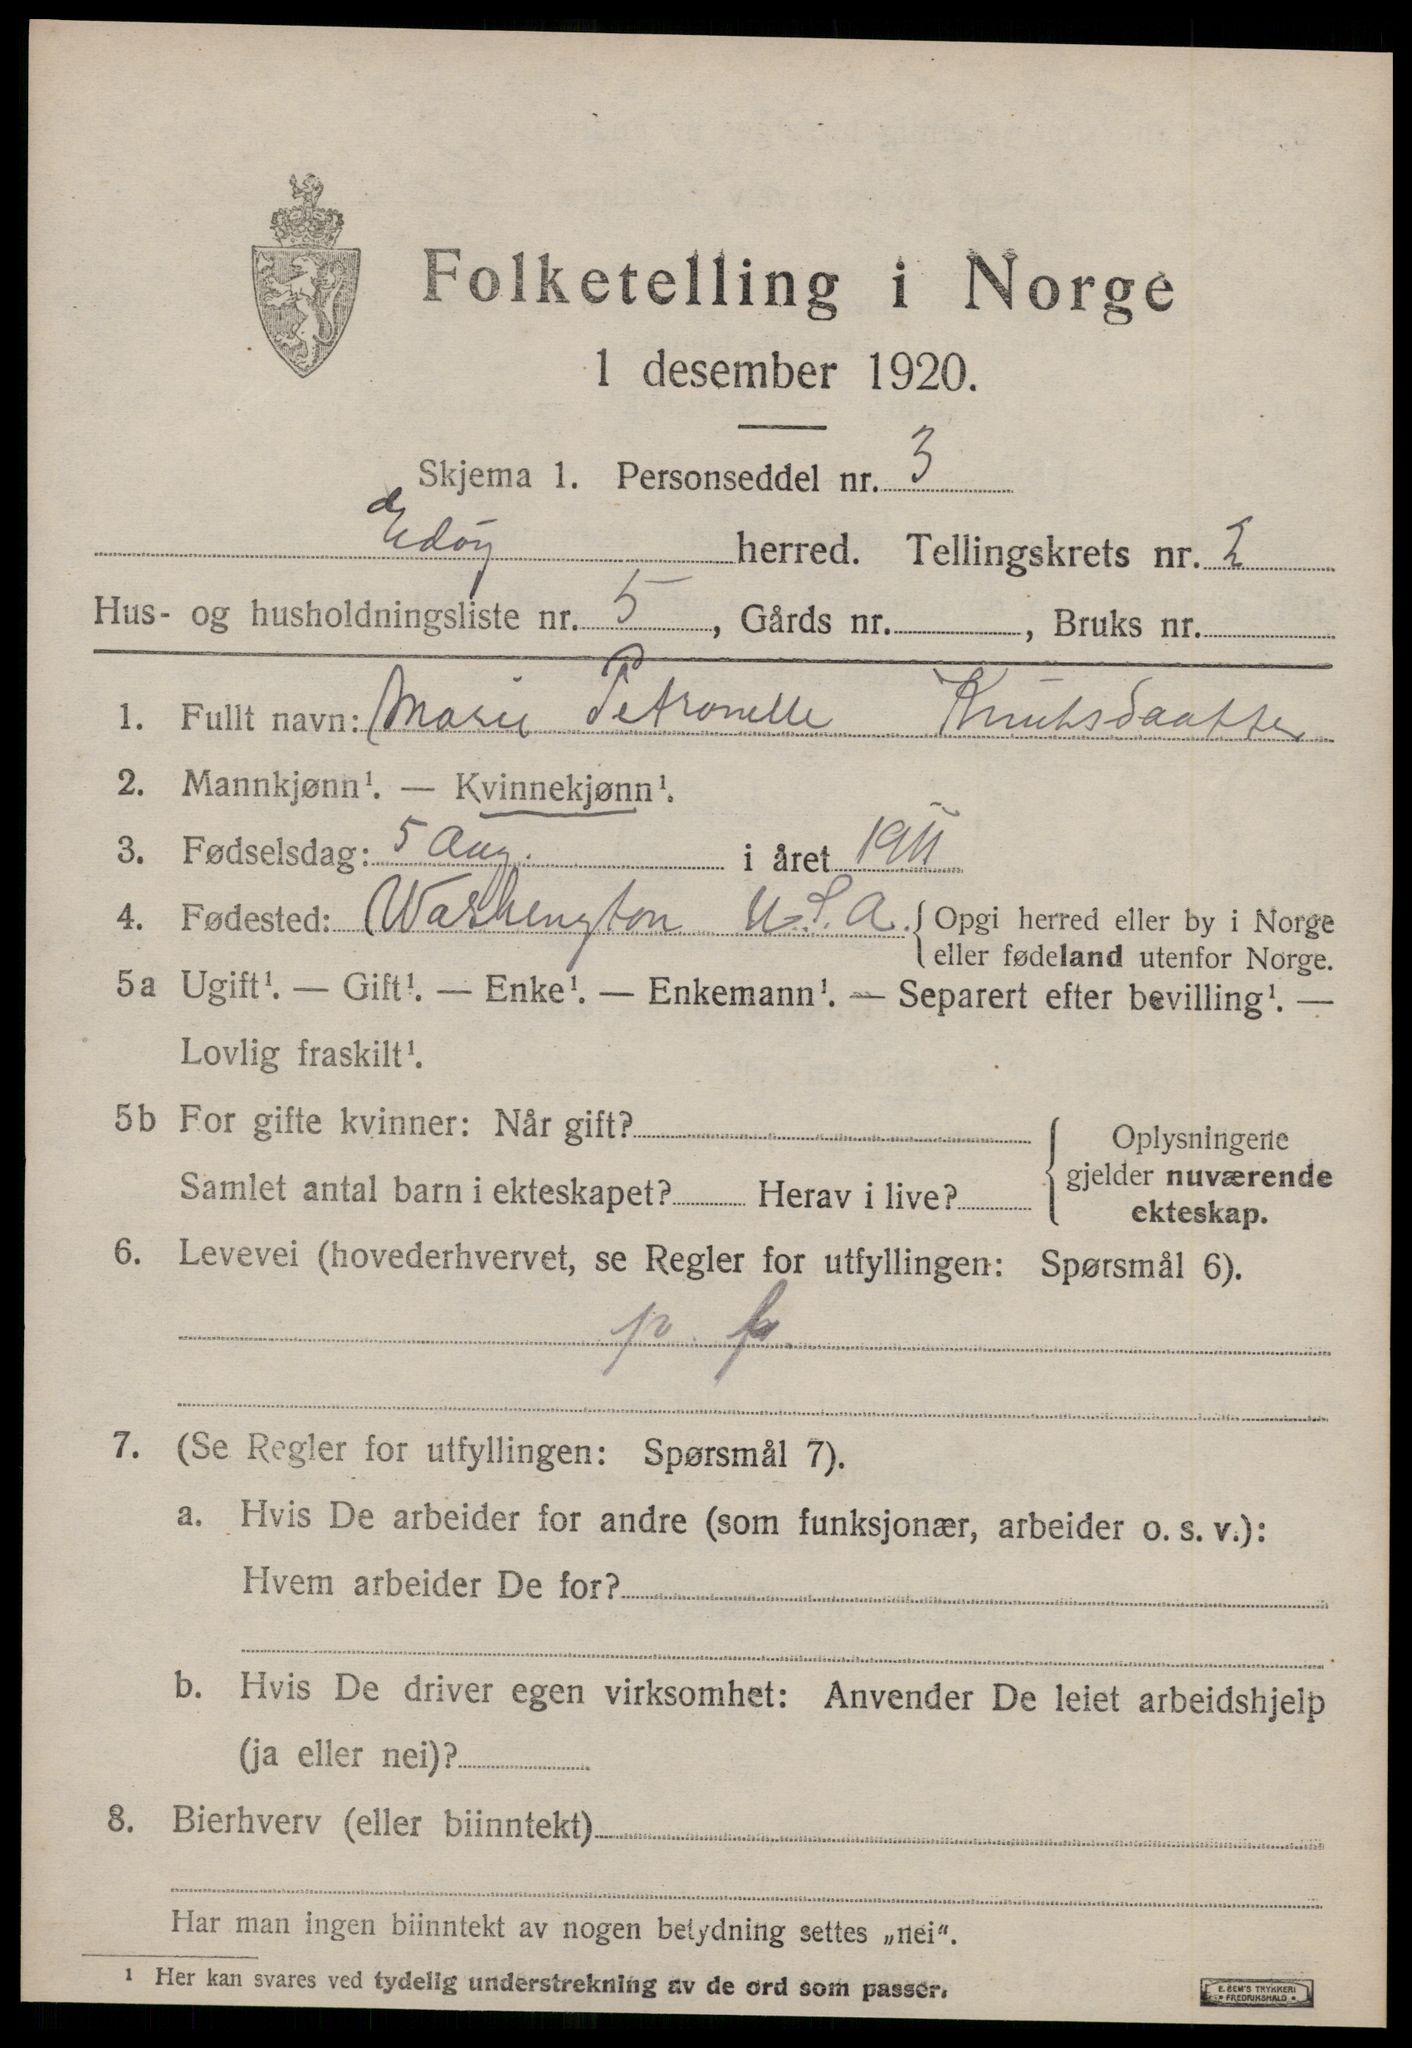 Folketelling i Norge
1 desember 1920.
Skjema 1. Personseddel nr. 3
Edøy herred. Tellingskrets nr. 2
Hus- og husholdningsliste nr. 5, Gårds nr. , Bruks nr.
1. Fullt navn: Marie Petronelle Knutsdaatter
2. Mannkjønn¹. — Kvinnekjønn¹.
3. Fødselsdag: 5 Aug. i året 1911
4. Fødested: Washington U.S.A. { Opgi herred eller by i Norge
eller fødeland utenfor Norge.
5a Ugift¹. — Gift¹. — Enke¹. — Enkemann¹. — Separert efter bevilling¹. —
Lovlig fraskilt¹.
5b For gifte kvinner: Når gift?
Samlet antal barn i ekteskapet? Herav i live?
Oplysningene
gjelder nuværende
ekteskap.
6. Levevei (hovederhvervet, se Regler for utfyllingen: Spørsmål 6).
7. (Se Regler for utfyllingen: Spørsmål 7).
a. Hvis De arbeider for andre (som funksjonær, arbeider o. s. v.):
Hvem arbeider De for?
b. Hvis De driver egen virksomhet: Anvender De leiet arbeidshjelp
(ja eller nei)?
8. Bierhverv (eller biinntekt)
Har man ingen biinntekt av nogen betydning settes „nei".
¹ Her kan svares ved tydelig understrekning av de ord som passer.
E. SEM'S TRYKKERI
FREDRIKSHALD